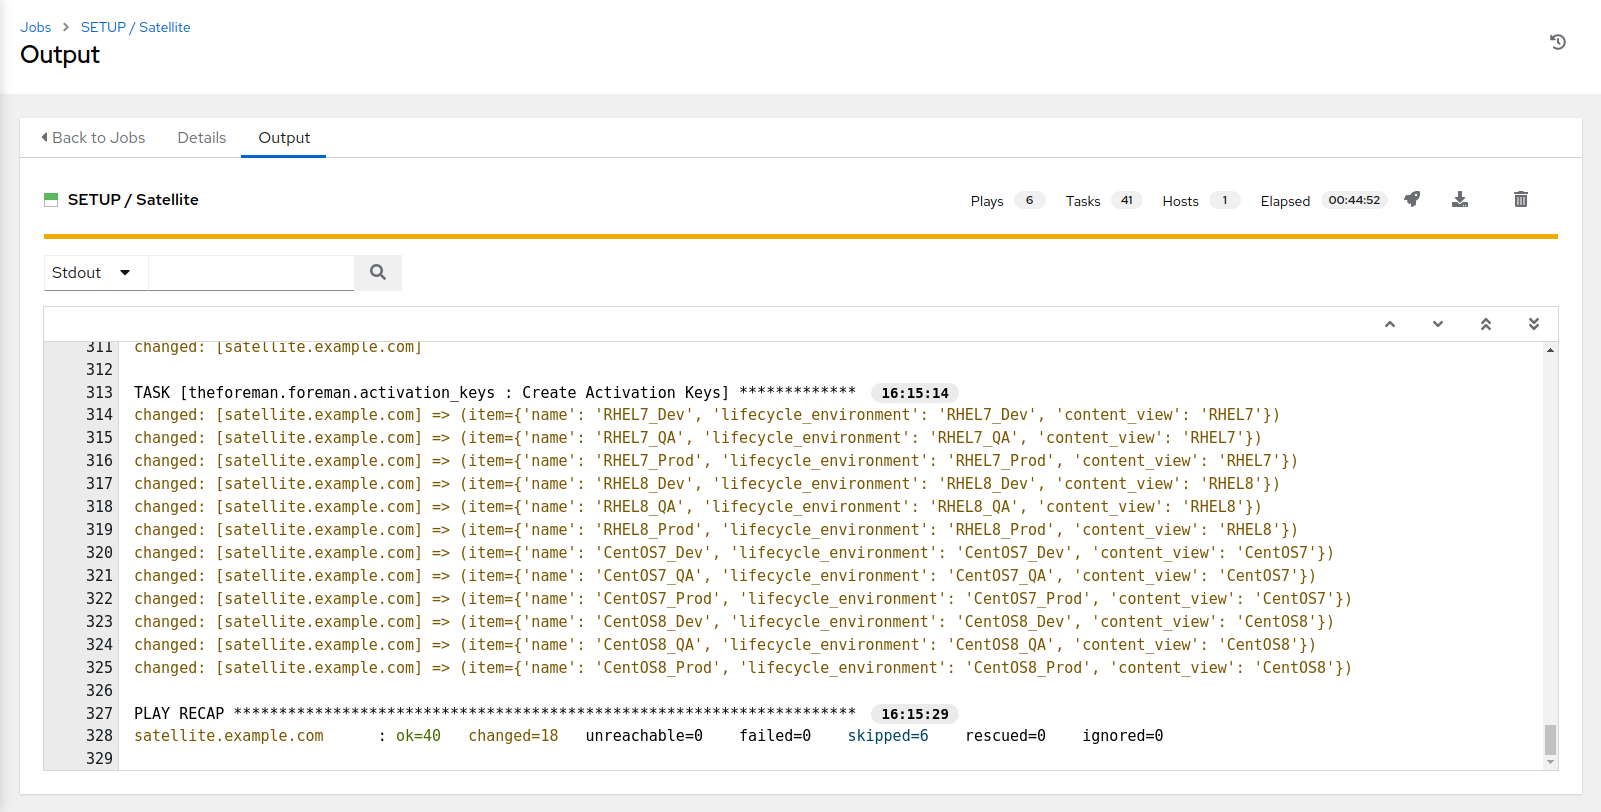 Jobs > SETUP / Satellite
Output
Back to Jobs Details Output
SETUP / Satellite Plays 6 Tasks 41 Hosts 1 Elapsed 00:44:52
Stdout
311 changed: [satellite.example.com]
312
313 TASK [theforeman.foreman.activation_keys : Create Activation Keys] ************* 16:15:14
314 changed: [satellite.example.com] => (item={'name': 'RHEL7_Dev', 'lifecycle_environment': 'RHEL7_Dev', 'content_view': 'RHEL7'})
315 changed: [satellite.example.com] => (item={'name': 'RHEL7_QA', 'lifecycle_environment': 'RHEL7_QA', 'content_view': 'RHEL7'})
316 changed: [satellite.example.com] => (item={'name': 'RHEL7_Prod', 'lifecycle_environment': 'RHEL7_Prod', 'content_view': 'RHEL7'})
317 changed: [satellite.example.com] => (item={'name': 'RHEL8_Dev', 'lifecycle_environment': 'RHEL8_Dev', 'content_view': 'RHEL8'})
318 changed: [satellite.example.com] => (item={'name': 'RHEL8_QA', 'lifecycle_environment': 'RHEL8_QA', 'content_view': 'RHEL8'})
319 changed: [satellite.example.com] => (item={'name': 'RHEL8_Prod', 'lifecycle_environment': 'RHEL8_Prod', 'content_view': 'RHEL8'})
320 changed: [satellite.example.com] => (item={'name': 'CentOS7_Dev', 'lifecycle_environment': 'CentOS7_Dev', 'content_view': 'CentOS7'})
321 changed: [satellite.example.com] => (item={'name': 'CentOS7_QA', 'lifecycle_environment': 'CentOS7_QA', 'content_view': 'CentOS7'})
322 changed: [satellite.example.com] => (item={'name': 'CentOS7_Prod', 'lifecycle_environment': 'CentOS7_Prod', 'content_view': 'CentOS7'})
323 changed: [satellite.example.com] => (item={'name': 'CentOS8_Dev', 'lifecycle_environment': 'CentOS8_Dev', 'content_view': 'CentOS8'})
324 changed: [satellite.example.com] => (item={'name': 'CentOS8_QA', 'lifecycle_environment': 'CentOS8_QA', 'content_view': 'CentOS8'})
325 changed: [satellite.example.com] => (item={'name': 'CentOS8_Prod', 'lifecycle_environment': 'CentOS8_Prod', 'content_view': 'CentOS8'})
326
327 PLAY RECAP ********************************************************************* 16:15:29
328 satellite.example.com : ok=40 changed=18 unreachable=0 failed=0 skipped=6 rescued=0 ignored=0
329